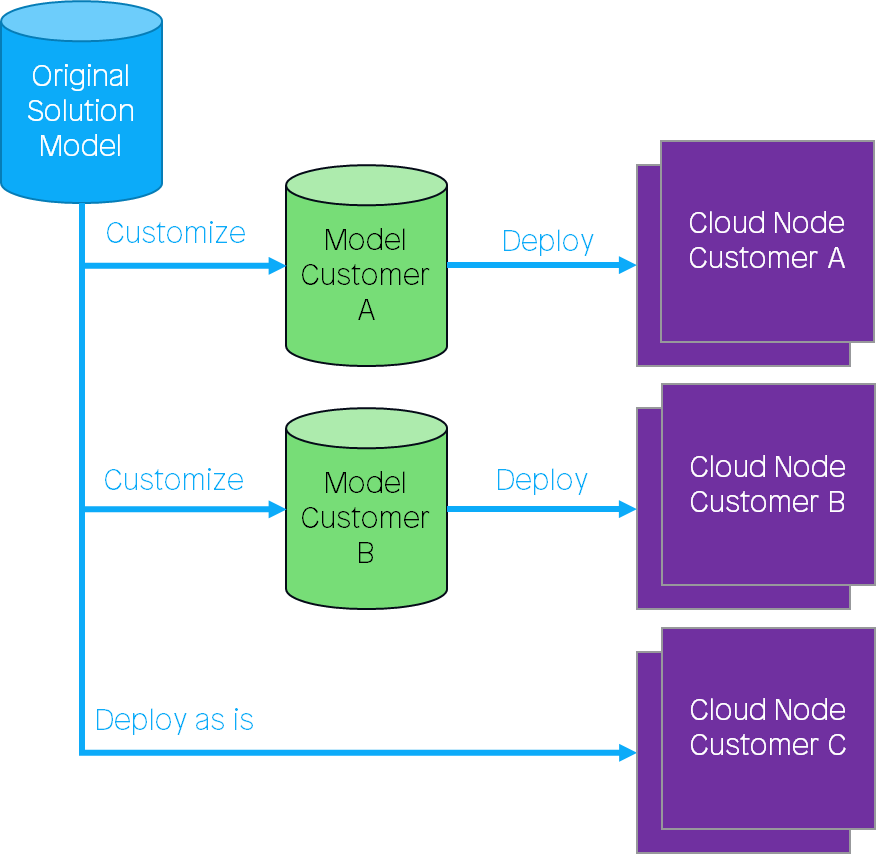 Original
Solution
Model
Customize
Model
Customer
A
Deploy
Cloud Node
Customer A
Customize
Model
Customer
B
Deploy
Cloud Node
Customer B
Deploy as is
Cloud Node
Customer C